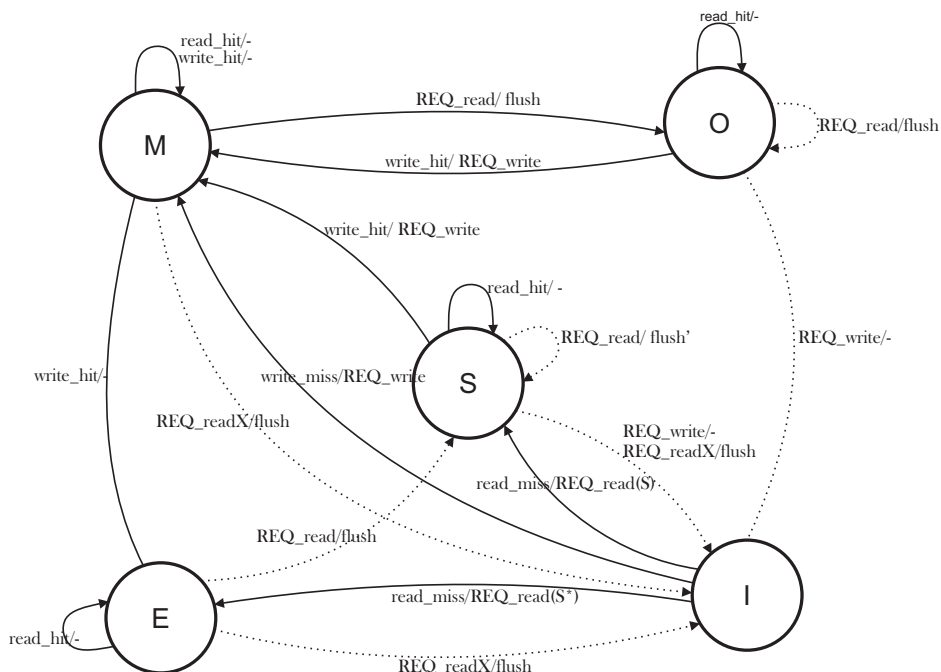 read_hit/-
read_hit/-
write_hit/-
REQ_read/ flush
O
REQ_read/flush
M
write_hit/ REQ_write
write_hit/ REQ_write
read_hit/ -
REQ_read/ flush'
REQ_write/-
S
write_hit/-
write_miss/REQ_write
REQ_readX/flush
REQ_write/-
REQ_readX/flush
read_miss/REQ_read(S)
REQ_read/flush
I
read_miss/REQ_read(S*)
E
read_hit/-
REQ_readX/flush